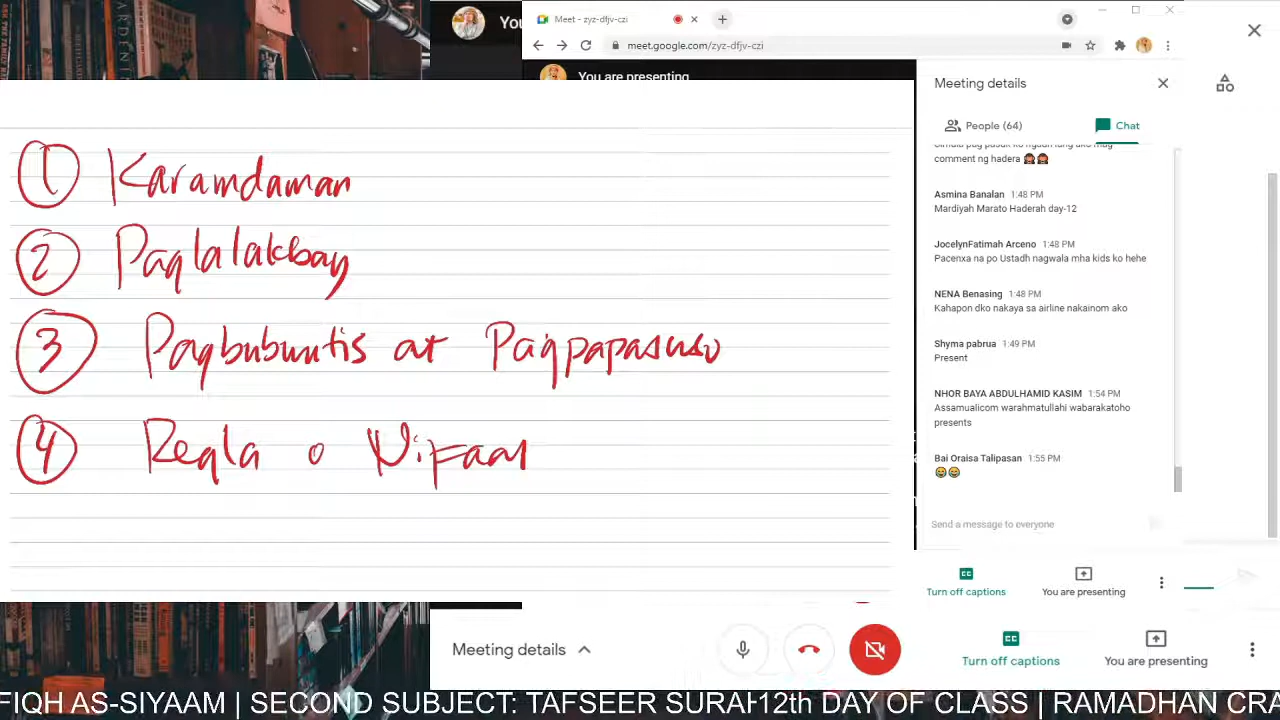 You
Meet - zyz-dfjv-czi
meet.google.com/zyz-dfjv-czi
You are presenting
① Karamdaman
② Paglalakbay
③ Pagbubuntis at Pagpapasuso
④ Regla o Nifaas
Meeting details
People (64)
Chat
comment ng hadera
Asmina Banalan 1:48 PM
Mardiyah Marato Haderah day-12
JocelynFatimah Arceno 1:48 PM
Pacenxa na po Ustadh nagwala mha kids ko hehe
NENA Benasing 1:48 PM
Kahapon dko nakaya sa airline nakainom ako
Shyma pabrua 1:49 PM
Present
NHOR BAYA ABDULHAMID KASIM 1:54 PM
Assamualicom warahmatullahi wabarakatoho
presents
Bai Oraisa Talipasan 1:55 PM
Send a message to everyone
Turn off captions
You are presenting
Meeting details
Turn off captions
You are presenting
FIQH AS-SIYAAM | SECOND SUBJECT: TAFSEER SURAH
12th DAY OF CLASS | RAMADHAN CRA